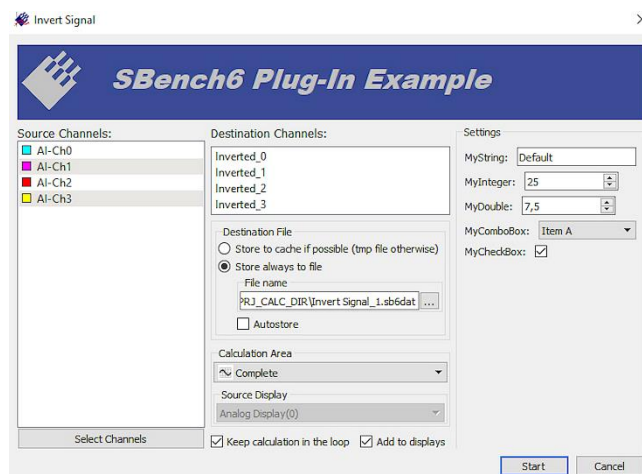 Invert Signal
SBench6 Plug-In Example
Source Channels:
AI-Ch0
AI-Ch1
AI-Ch2
AI-Ch3
Select Channels
Destination Channels:
Inverted_0
Inverted_1
Inverted_2
Inverted_3
Destination File
Store to cache if possible (tmp file otherwise)
Store always to file
File name
PRJ_CALC_DIR\Invert Signal_1.sb6dat ...
Autostore
Calculation Area
Complete
Source Display
Analog Display(0)
Keep calculation in the loop Add to displays
Settings
MyString: Default
MyInteger: 25
MyDouble: 7,5
MyComboBox: Item A
MyCheckBox:
Start Cancel